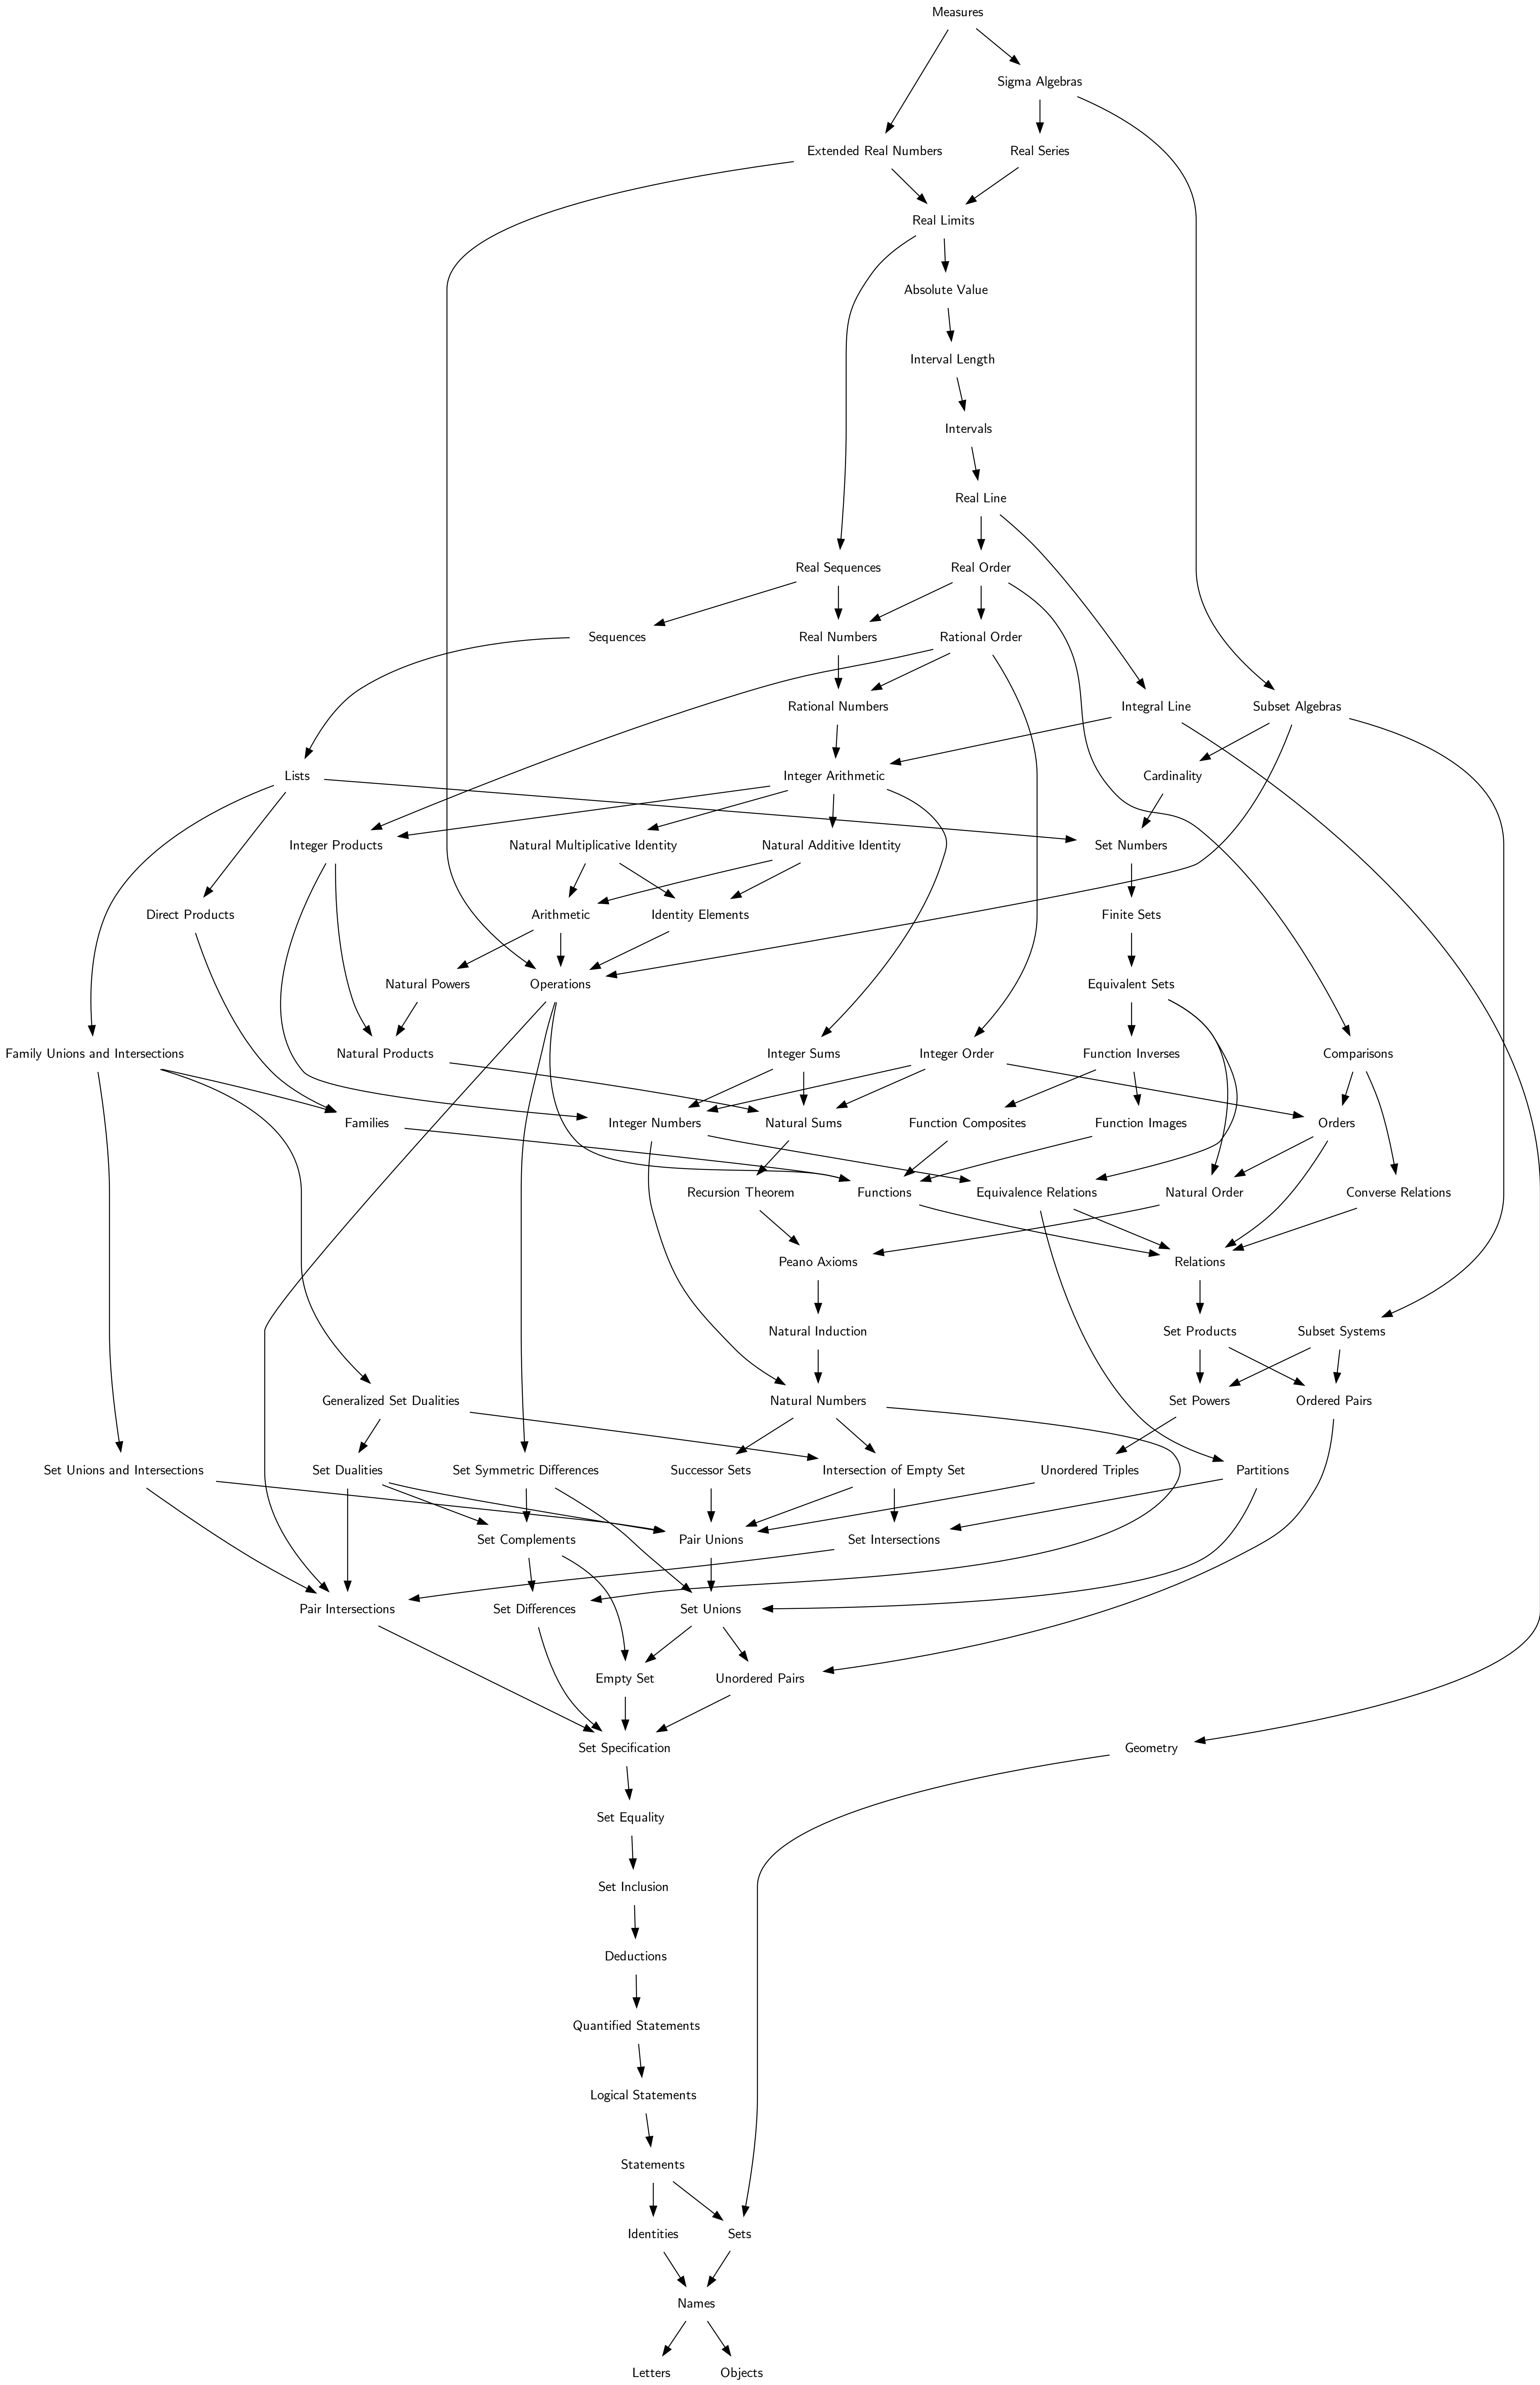 Measures
Sigma Algebras
Extended Real Numbers
Real Series
Real Limits
Absolute Value
Interval Length
Intervals
Real Line
Real Sequences
Real Order
Sequences
Real Numbers
Rational Order
Rational Numbers
Integral Line
Subset Algebras
Lists
Integer Arithmetic
Cardinality
Integer Products
Natural Multiplicative Identity
Natural Additive Identity
Set Numbers
Direct Products
Arithmetic
Identity Elements
Finite Sets
Natural Powers
Operations
Equivalent Sets
Family Unions and Intersections
Natural Products
Integer Sums
Integer Order
Function Inverses
Comparisons
Families
Integer Numbers
Natural Sums
Function Composites
Function Images
Orders
Recursion Theorem
Functions
Equivalence Relations
Natural Order
Converse Relations
Peano Axioms
Relations
Natural Induction
Set Products
Subset Systems
Generalized Set Dualities
Natural Numbers
Set Powers
Ordered Pairs
Set Unions and Intersections
Set Dualities
Set Symmetric Differences
Successor Sets
Intersection of Empty Set
Unordered Triples
Partitions
Set Complements
Pair Unions
Set Intersections
Pair Intersections
Set Differences
Set Unions
Empty Set
Unordered Pairs
Set Specification
Geometry
Set Equality
Set Inclusion
Deductions
Quantified Statements
Logical Statements
Statements
Identities
Sets
Names
Letters
Objects